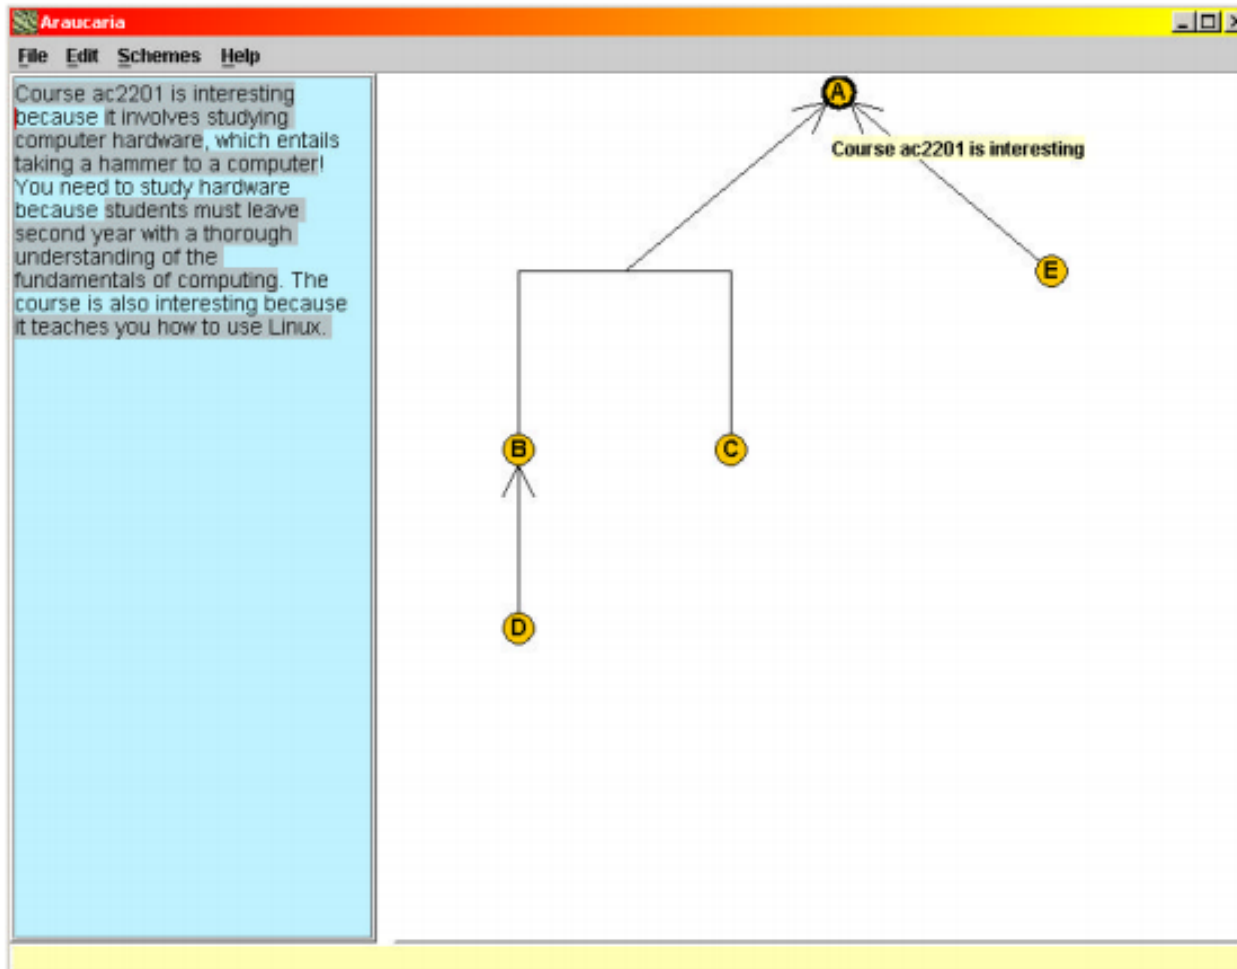 Araucaria
File Edit Schemes Help
Course ac2201 is interesting
because it involves studying
computer hardware, which entails
taking a hammer to a computer!
You need to study hardware
because students must leave
second year with a thorough
understanding of the
fundamentals of computing. The
course is also interesting because
it teaches you how to use Linux.
A
Course ac2201 is interesting
E
B
C
D